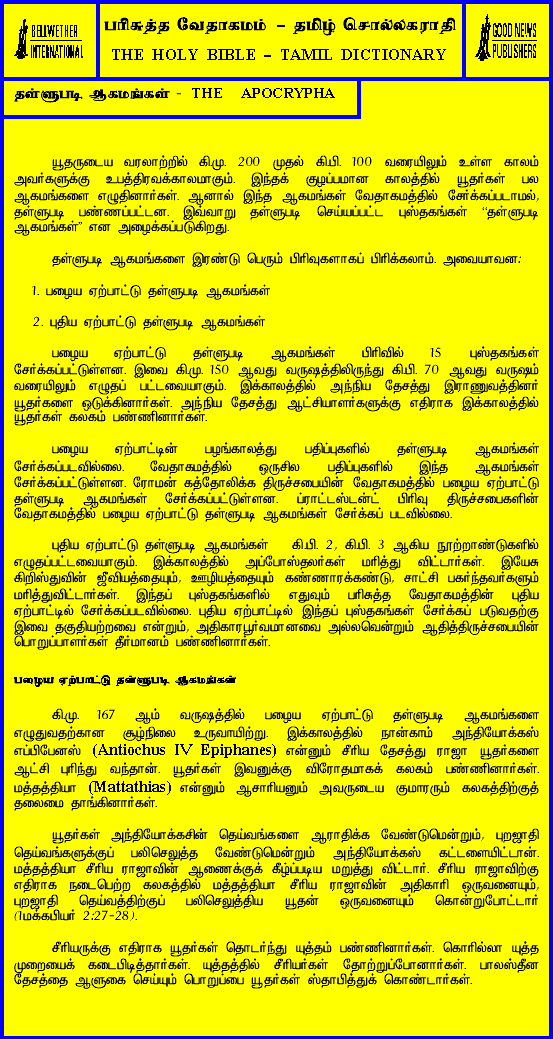 BELLWETHER
INTERNATIONAL
பரிசுத்த வேதாகமம் – தமிழ் சொல்லகராதி
THE HOLY BIBLE – TAMIL DICTIONARY
GOOD NEWS
PUBLISHERS
தள்ளுபடி ஆகமங்கள் - THE APOCRYPHA
யூதருடைய வரலாற்றில் கி.மு. 200 முதல் கி.பி. 100 வரையிலும் உள்ள காலம்
அவர்களுக்கு உபத்திரவக்காலமாகும். இந்தக் குழப்பமான காலத்தில் யூதர்கள் பல
ஆகமங்களை எழுதினார்கள். ஆனால் இந்த ஆகமங்கள் வேதாகமத்தில் சேர்க்கப்படாமல்,
தள்ளுபடி பண்ணப்பட்டன. இவ்வாறு தள்ளுபடி செய்யப்பட்ட புஸ்தகங்கள் “தள்ளுபடி
ஆகமங்கள்” என அழைக்கப்படுகிறது.
தள்ளுபடி ஆகமங்களை இரண்டு பெரும் பிரிவுகளாகப் பிரிக்கலாம். அவையாவன:
1. பழைய ஏற்பாட்டு தள்ளுபடி ஆகமங்கள்
2. புதிய ஏற்பாட்டு தள்ளுபடி ஆகமங்கள்
பழைய ஏற்பாட்டு தள்ளுபடி ஆகமங்கள் பிரிவில் 15 புஸ்தகங்கள்
சேர்க்கப்பட்டுள்ளன. இவை கி.மு. 150 ஆவது வருஷத்திலிருந்து கி.பி. 70 ஆவது வருஷம்
வரையிலும் எழுதப் பட்டவையாகும். இக்காலத்தில் அந்நிய தேசத்து இராணுவத்தினர்
யூதர்களை ஒடுக்கினார்கள். அந்நிய தேசத்து ஆட்சியாளர்களுக்கு எதிராக இக்காலத்தில்
யூதர்கள் கலகம் பண்ணினார்கள்.
பழைய ஏற்பாட்டின் பழங்காலத்து பதிப்புகளில் தள்ளுபடி ஆகமங்கள்
சேர்க்கப்படவில்லை. வேதாகமத்தில் ஒருசில பதிப்புகளில் இந்த ஆகமங்கள்
சேர்க்கப்பட்டுள்ளன. ரோமன் கத்தோலிக்க திருச்சபையின் வேதாகமத்தில் பழைய ஏற்பாட்டு
தள்ளுபடி ஆகமங்கள் சேர்க்கப்பட்டுள்ளன. ப்ராட்டஸ்டன்ட் பிரிவு திருச்சபைகளின்
வேதாகமத்தில் பழைய ஏற்பாட்டு தள்ளுபடி ஆகமங்கள் சேர்க்கப் படவில்லை.
புதிய ஏற்பாட்டு தள்ளுபடி ஆகமங்கள் கி.பி. 2, கி.பி. 3 ஆகிய நூற்றாண்டுகளில்
எழுதப்பட்டவையாகும். இக்காலத்தில் அப்போஸ்தலர்கள் மரித்து விட்டார்கள். இயேசு
கிறிஸ்துவின் ஜீவியத்தையும், ஊழியத்தையும் கண்ணாரக்கண்டு, சாட்சி பகர்ந்தவர்களும்
மரித்துவிட்டார்கள். இந்தப் புஸ்தகங்களில் எதுவும் பரிசுத்த வேதாகமத்தின் புதிய
ஏற்பாட்டில் சேர்க்கப்படவில்லை. புதிய ஏற்பாட்டில் இந்தப் புஸ்தகங்கள் சேர்க்கப் படுவதற்கு
இவை தகுதியற்றவை என்றும், அதிகாரபூர்வமானவை அல்லவென்றும் ஆதித்திருச்சபையின்
பொறுப்பாளர்கள் தீர்மானம் பண்ணினார்கள்.
பழைய ஏற்பாட்டு தள்ளுபடி ஆகமங்கள்
கி.மு. 167 ஆம் வருஷத்தில் பழைய ஏற்பாட்டு தள்ளுபடி ஆகமங்களை
எழுதுவதற்கான சூழ்நிலை உருவாயிற்று. இக்காலத்தில் நான்காம் அந்தியோக்கஸ்
எப்பிபேனஸ் (Antiochus IV Epiphanes) என்னும் சீரிய தேசத்து ராஜா யூதர்களை
ஆட்சி புரிந்து வந்தான். யூதர்கள் இவனுக்கு விரோதமாகக் கலகம் பண்ணினார்கள்.
மத்தத்தியா (Mattathias) என்னும் ஆசாரியனும் அவருடைய குமாரரும் கலகத்திற்குத்
தலைமை தாங்கினார்கள்.
யூதர்கள் அந்தியோக்கசின் தெய்வங்களை ஆராதிக்க வேண்டுமென்றும், புறஜாதி
தெய்வங்களுக்குப் பலிசெலுத்த வேண்டுமென்றும் அந்தியோக்கஸ் கட்டளையிட்டான்.
மத்தத்தியா சீரிய ராஜாவின் ஆணைக்குக் கீழ்ப்படிய மறுத்து விட்டார். சீரிய ராஜாவிற்கு
எதிராக நடைபெற்ற கலகத்தில் மத்தத்தியா சீரிய ராஜாவின் அதிகாரி ஒருவனையும்,
புறஜாதி தெய்வத்திற்குப் பலிசெலுத்திய யூதன் ஒருவனையும் கொன்றுபோட்டார்
(1மக்கபியர் 2:27-28).
சீரியருக்கு எதிராக யூதர்கள் தொடர்ந்து யுத்தம் பண்ணினார்கள். கொரில்லா யுத்த
முறையைக் கடைபிடித்தார்கள். யுத்தத்தில் சீரியர்கள் தோற்றுப்போனார்கள். பாலஸ்தீன
தேசத்தை ஆளுகை செய்யும் பொறுப்பை யூதர்கள் ஸ்தாபித்துக் கொண்டார்கள்.